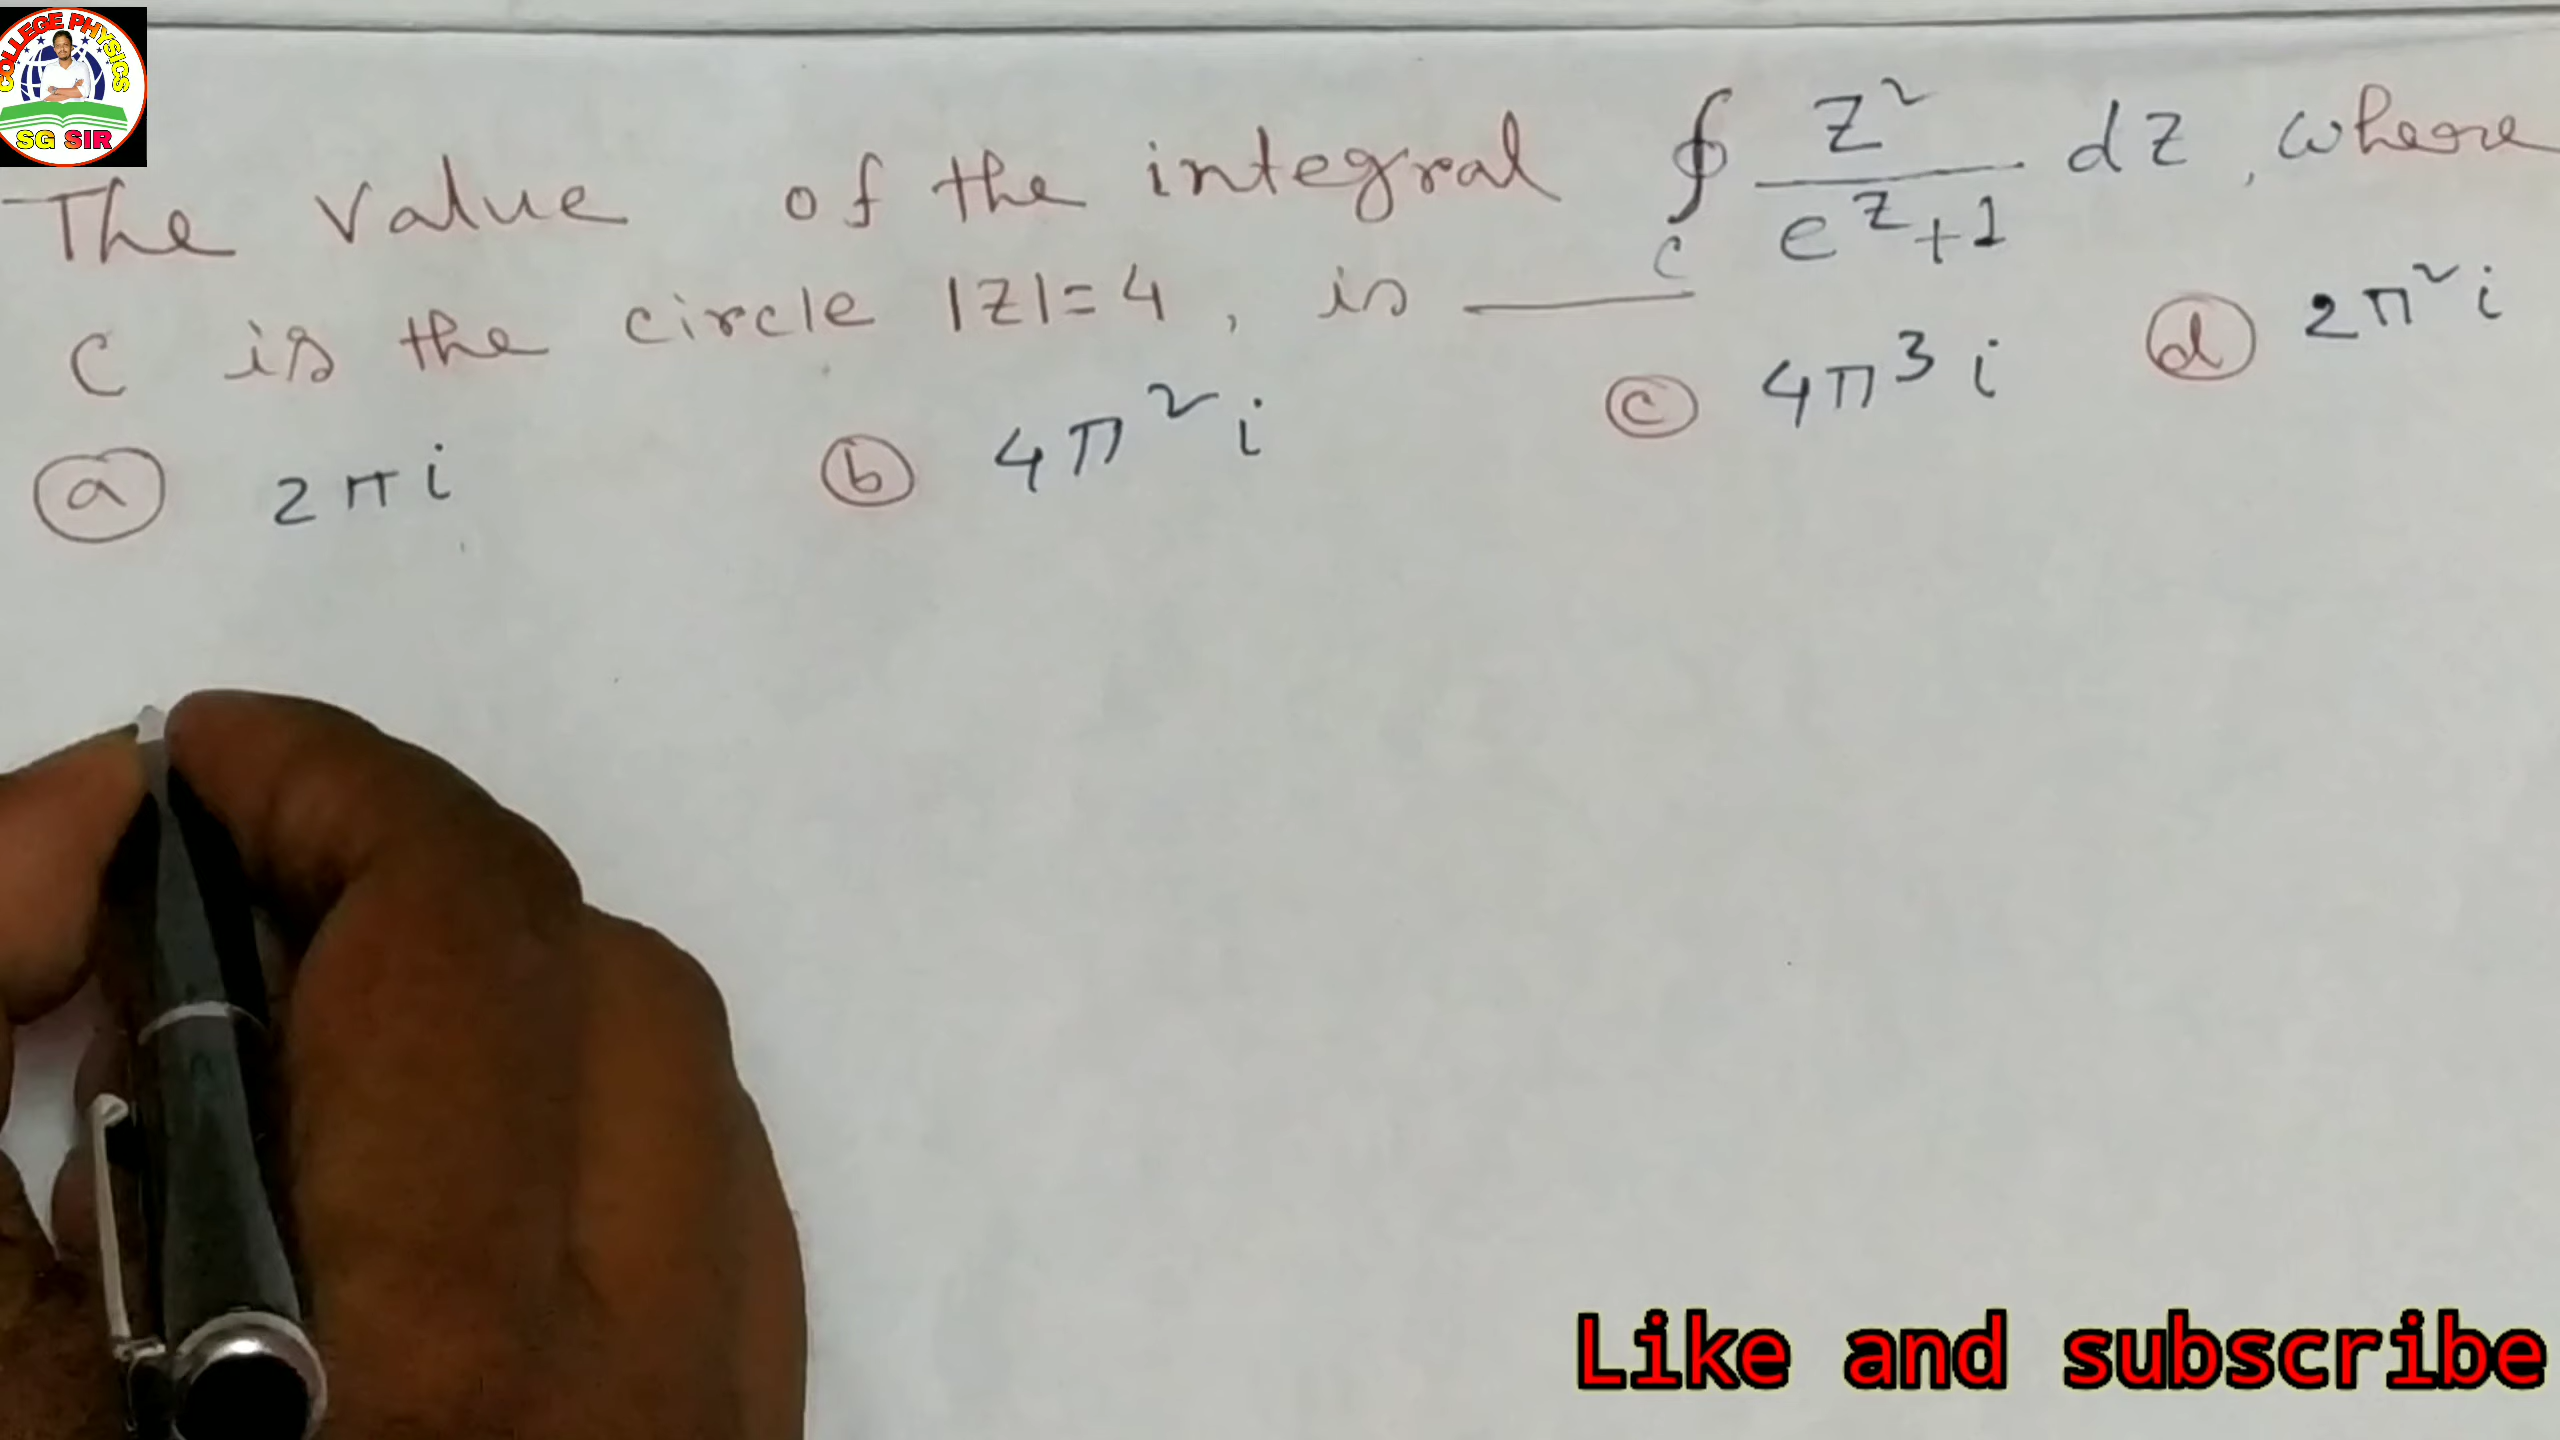 COLLEGE PHYSICS
SG SIR
The value of the integral ∮_C z²/(e^z+1) dz, where
C is the circle |z|=4, is ____
(a) 2πi (b) 4π²i (c) 4π³i (d) 2π²i
Like and subscribe